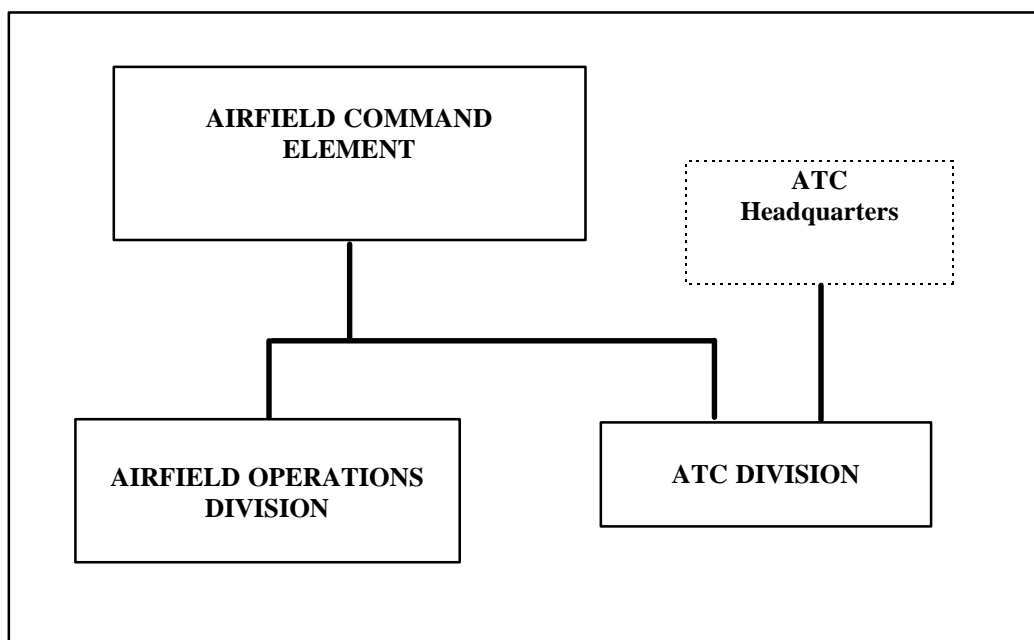 AIRFIELD COMMAND
ELEMENT
ATC
Headquarters
AIRFIELD OPERATIONS
DIVISION
ATC DIVISION